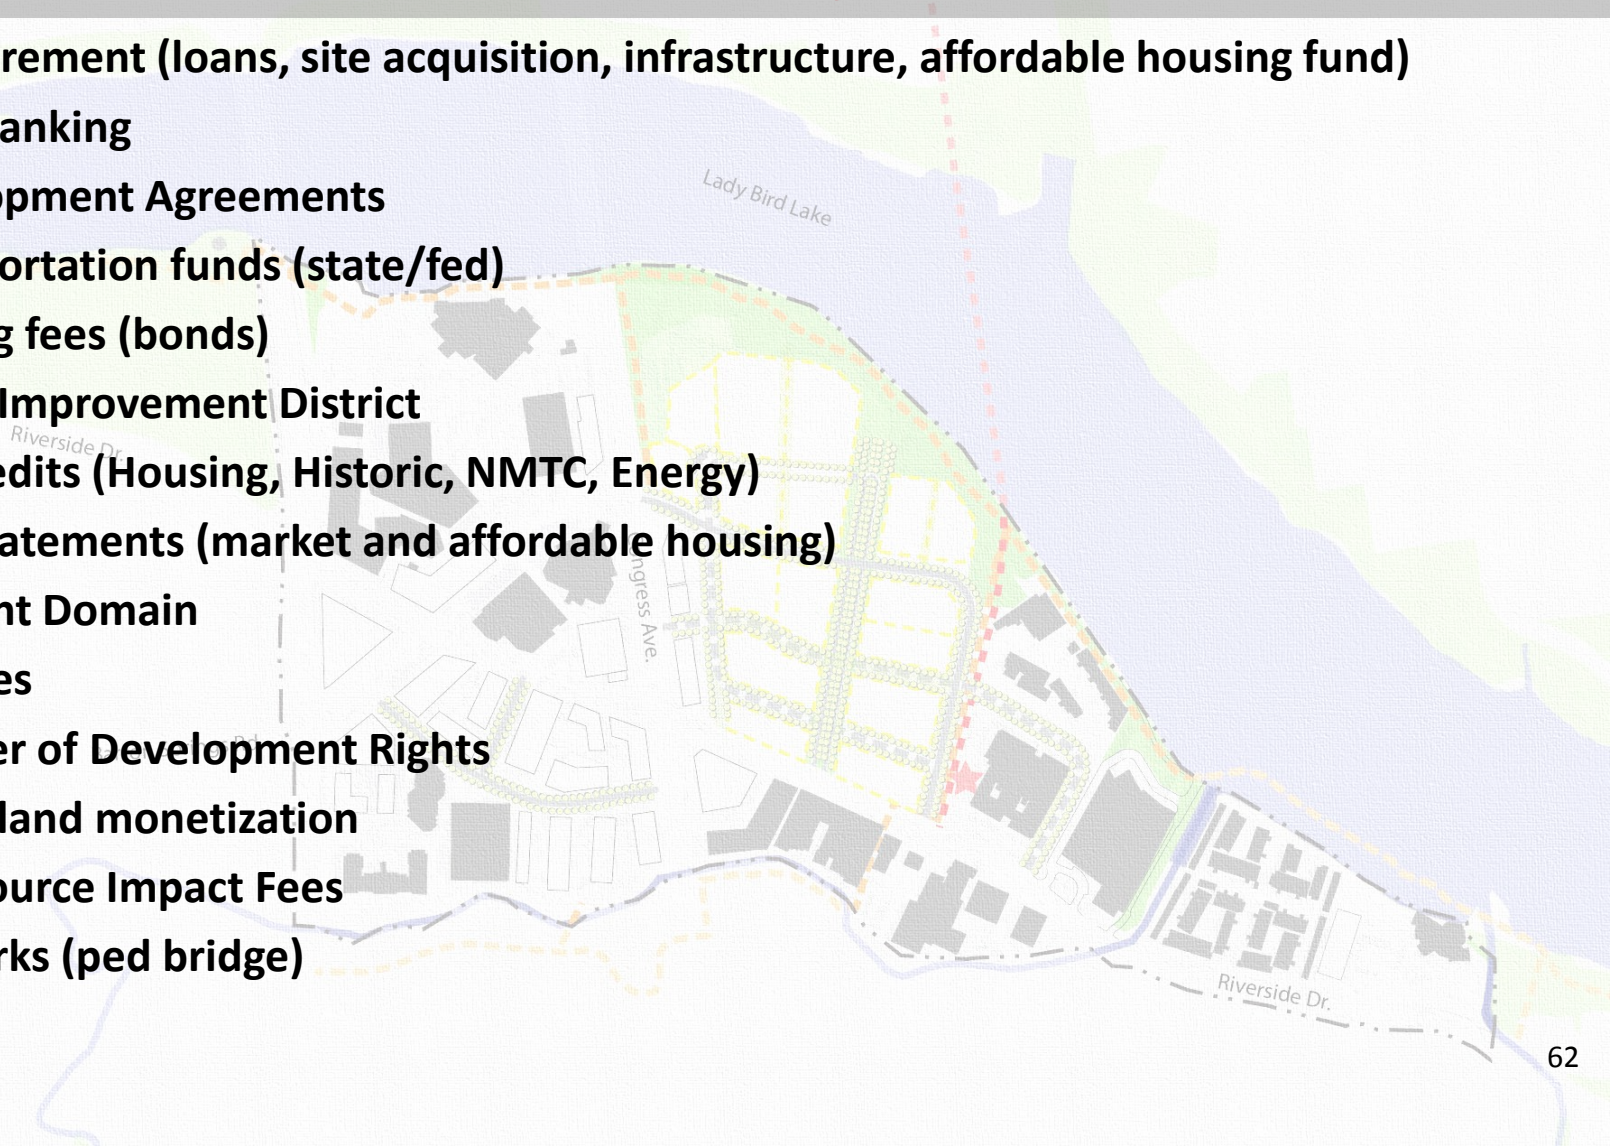 rement (loans, site acquisition, infrastructure, affordable housing fund)
anking
opment Agreements
ortation funds (state/fed)
g fees (bonds)
Improvement District
edits (Housing, Historic, NMTC, Energy)
atements (market and affordable housing)
nt Domain
es
er of Development Rights
land monetization
ource Impact Fees
rks (ped bridge)
Lady Bird Lake
Riverside Dr.
ngress Ave.
Riverside Dr.
62